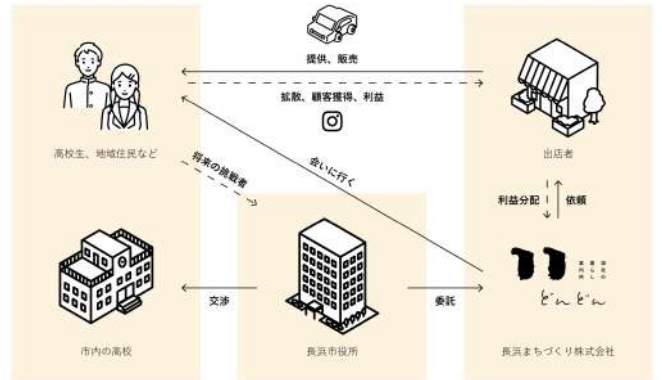 提供、販売
拡散、顧客獲得、利益
高校生、地域住民など
出店者
将来の挑戦者
会いに行く
利益分配
依頼
どんどん
交渉
委託
市内の高校
長浜市役所
長浜まちづくり株式会社